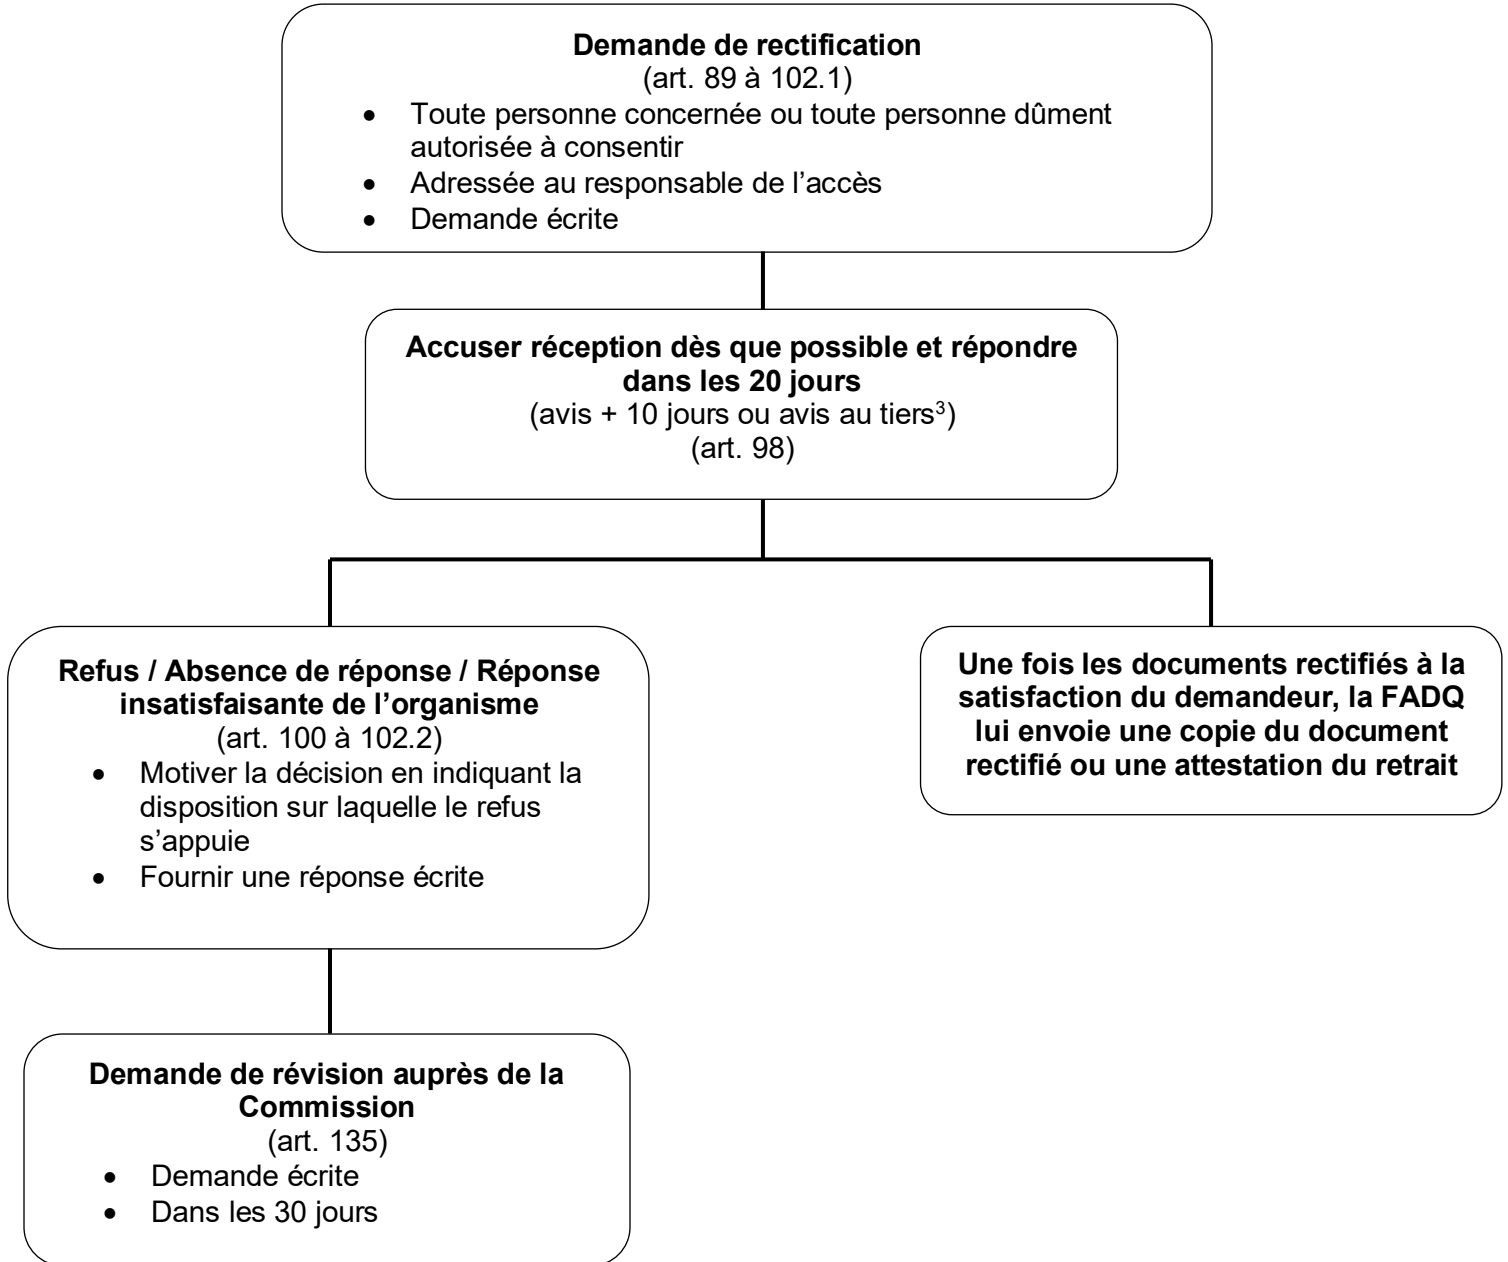 Demande de rectification
(art. 89 à 102.1)
• Toute personne concernée ou toute personne dûment
autorisée à consentir
• Adressée au responsable de l’accès
• Demande écrite
Accuser réception dès que possible et répondre
dans les 20 jours
(avis + 10 jours ou avis au tiers³)
(art. 98)
Refus / Absence de réponse / Réponse
insatisfaisante de l’organisme
(art. 100 à 102.2)
• Motiver la décision en indiquant la
disposition sur laquelle le refus
s’appuie
• Fournir une réponse écrite
Une fois les documents rectifiés à la
satisfaction du demandeur, la FADQ
lui envoie une copie du document
rectifié ou une attestation du retrait
Demande de révision auprès de la
Commission
(art. 135)
• Demande écrite
• Dans les 30 jours